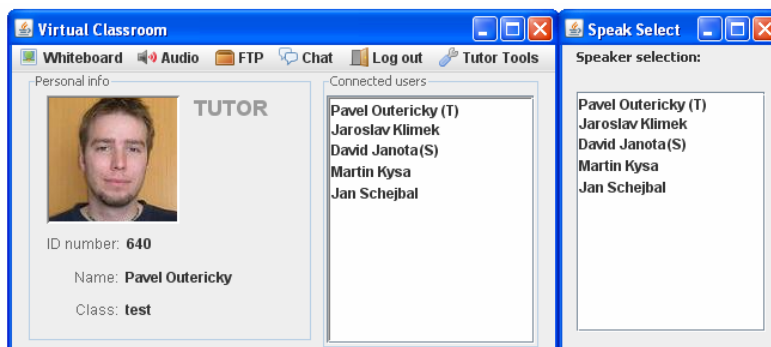 Virtual Classroom
Whiteboard Audio FTP Chat Log out Tutor Tools
Personal info
TUTOR
ID number: 640
Name: Pavel Outericky
Class: test
Connected users
Pavel Outericky (T)
Jaroslav Klimek
David Janota(S)
Martin Kysa
Jan Schejbal
Speak Select
Speaker selection:
Pavel Outericky (T)
Jaroslav Klimek
David Janota(S)
Martin Kysa
Jan Schejbal